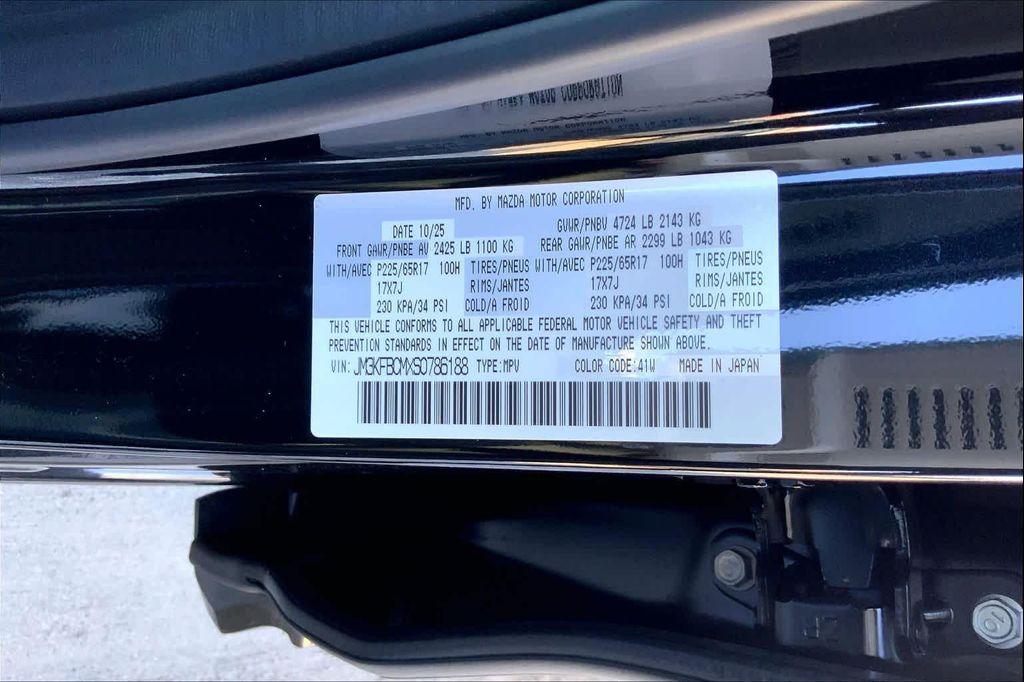 MFD. BY MAZDA MOTOR CORPORATION
DATE 10/25 GVWR/PNBV 4724 LB 2143 KG
FRONT GAWR/PNBE AV 2425 LB 1100 KG REAR GAWR/PNBE AR 2299 LB 1043 KG
WITH/AVEC P225/65R17 100H TIRES/PNEUS WITH/AVEC P225/65R17 100H TIRES/PNEUS
17X7J RIMS/JANTES 17X7J RIMS/JANTES
230 KPA/34 PSI COLD/A FROID 230 KPA/34 PSI COLD/A FROID
THIS VEHICLE CONFORMS TO ALL APPLICABLE FEDERAL MOTOR VEHICLE SAFETY AND THEFT
PREVENTION STANDARDS IN EFFECT ON THE DATE OF MANUFACTURE SHOWN ABOVE.
VIN: JM3KFBCMXS0786188 TYPE:MPV COLOR CODE:41W MADE IN JAPAN
10